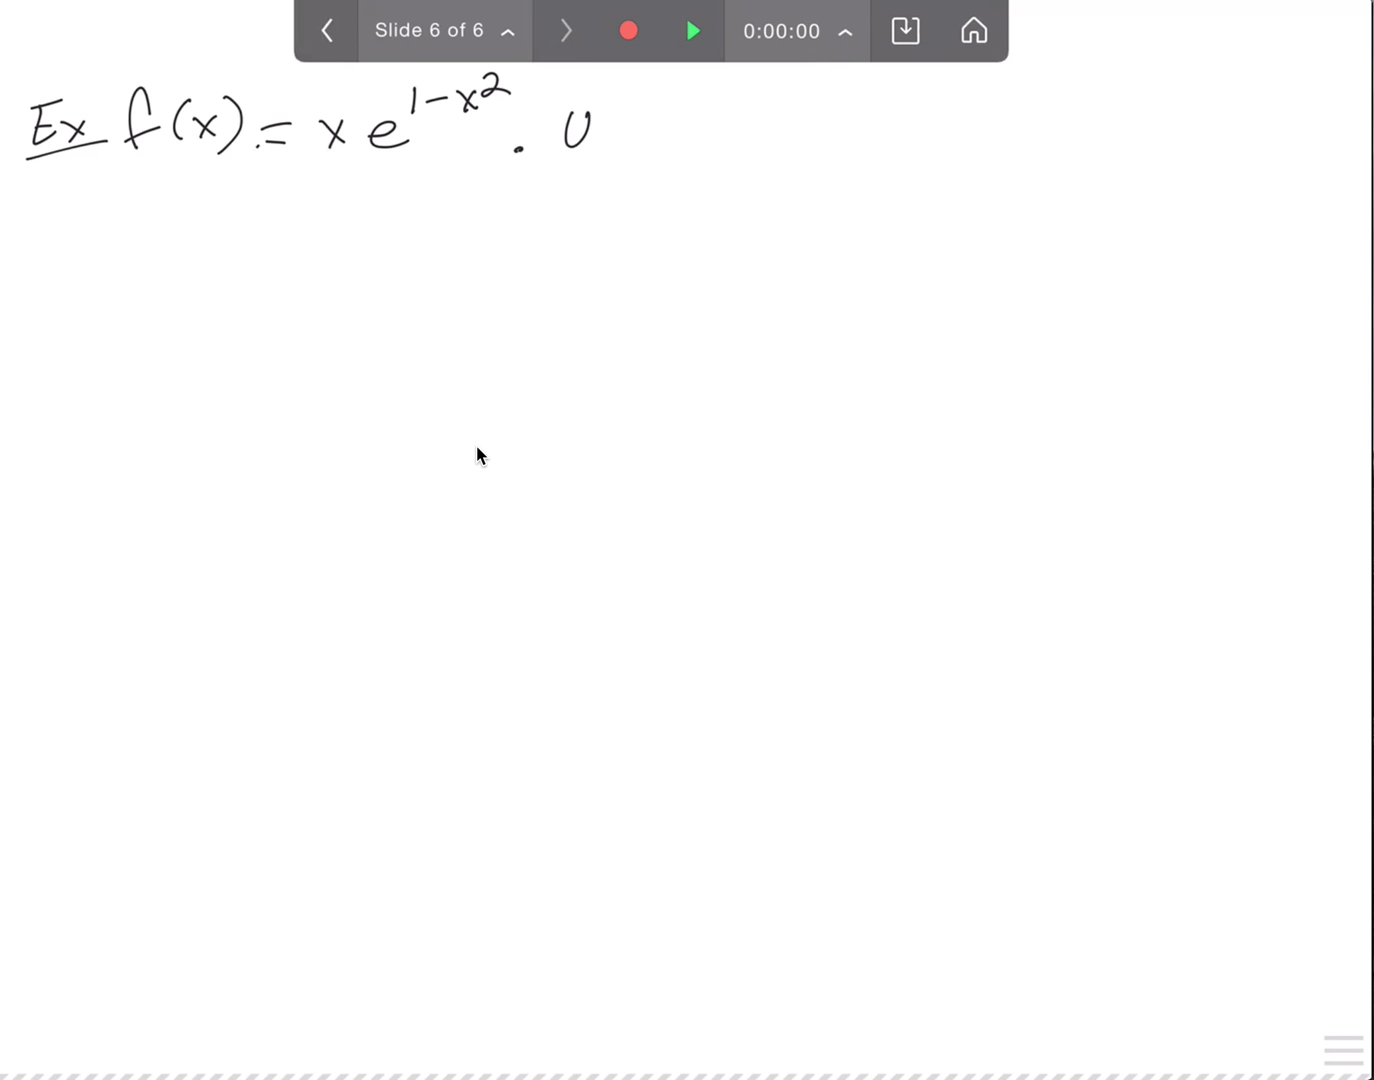 Slide 6 of 6 0:00:00
Ex f(x) = x e^{1-x^2}. U